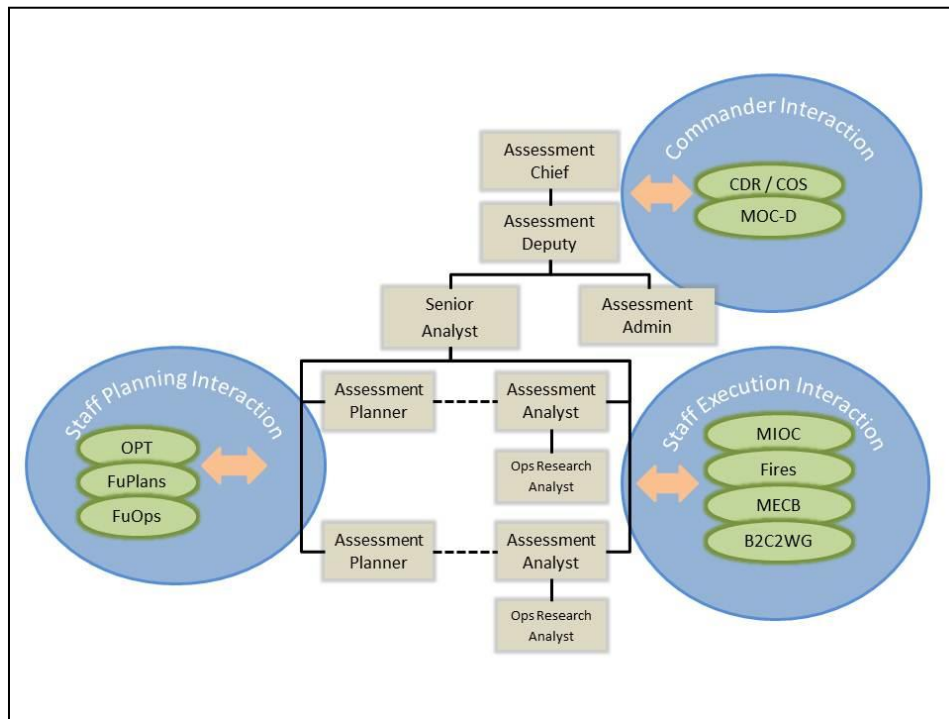 Commander Interaction
Assessment
Chief
CDR / COS
MOC-D
Assessment
Deputy
Senior
Analyst
Assessment
Admin
Staff Planning Interaction
OPT
FuPlans
FuOps
Assessment
Planner
Assessment
Analyst
Ops Research
Analyst
Assessment
Planner
Assessment
Analyst
Ops Research
Analyst
Staff Execution Interaction
MIOC
Fires
MECB
B2C2WG